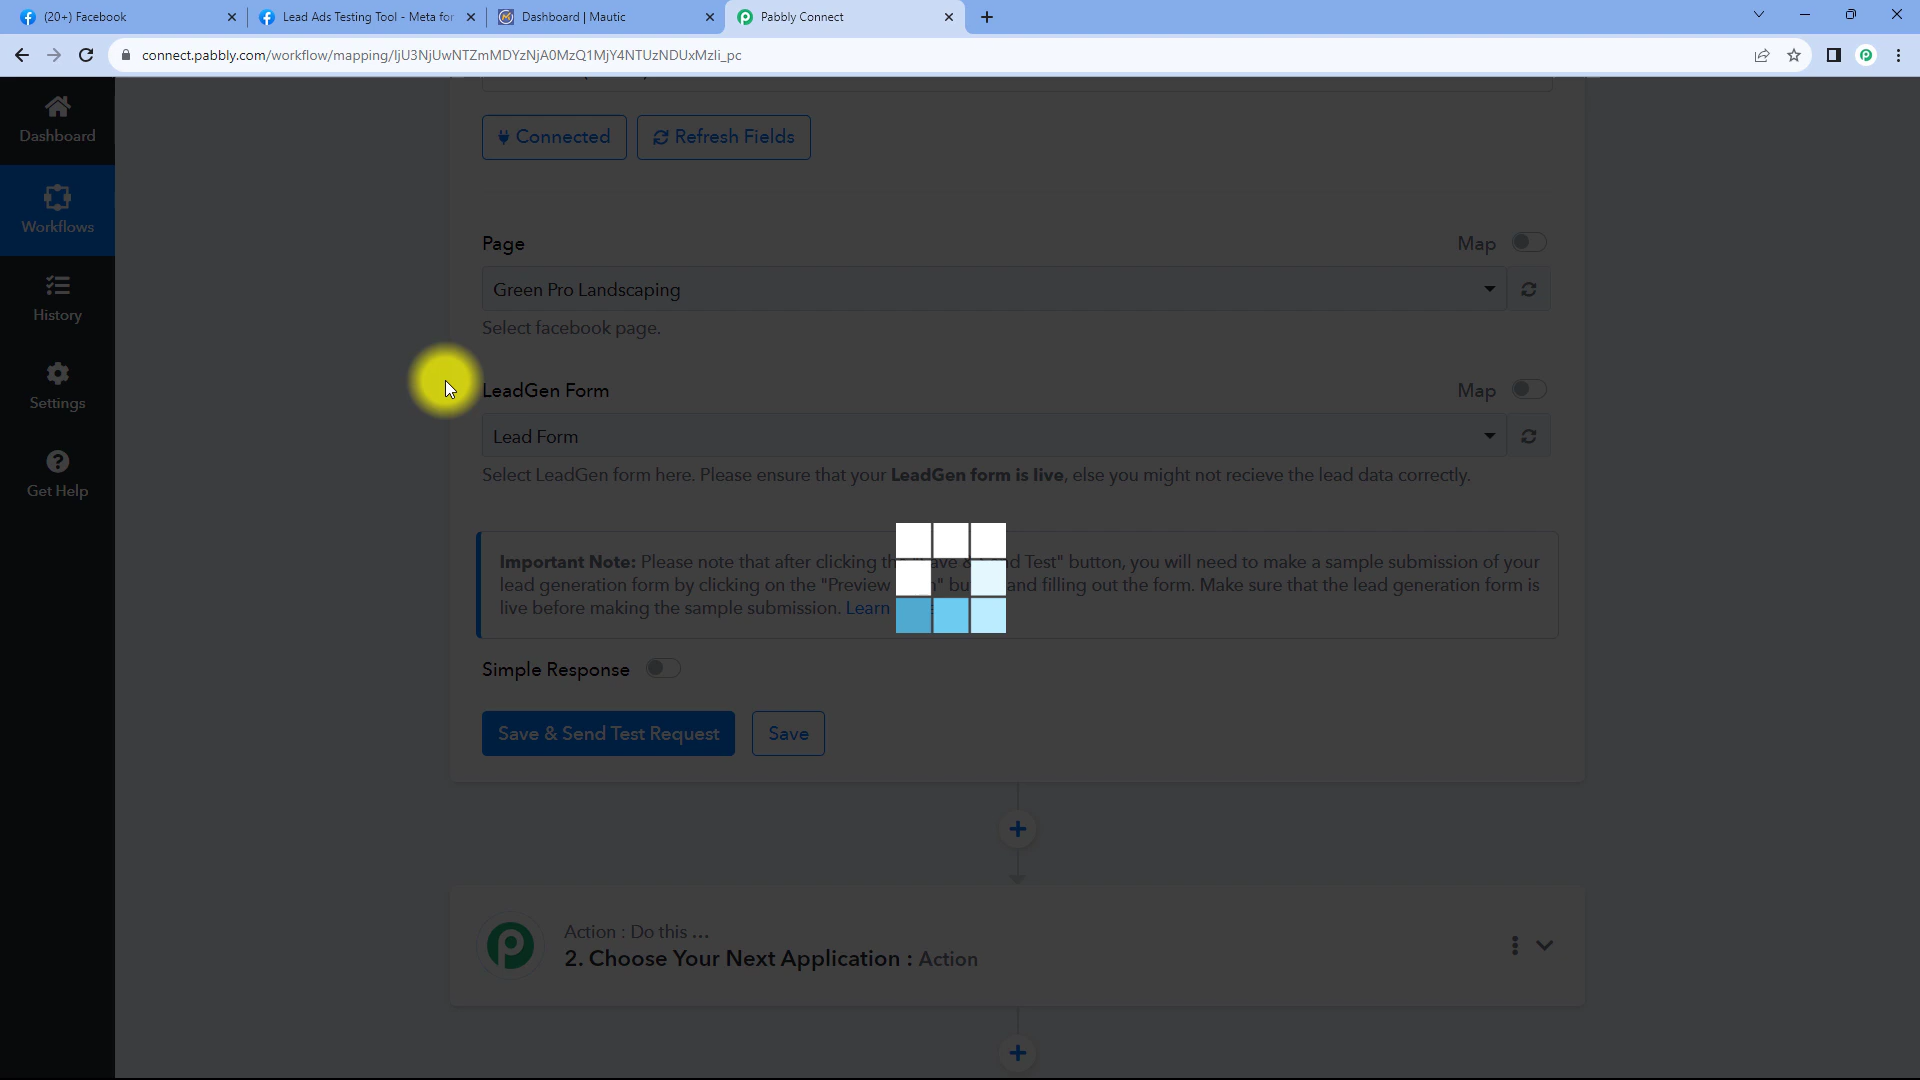 (20+) Facebook
Lead Ads Testing Tool - Meta for
Dashboard | Mautic
Pabbly Connect
connect.pabbly.com/workflow/mapping/IjU3NjUwNTZmMDYzNjA0MzQ1MjY4NTUzNDUxMzIi_pc
Dashboard
Workflows
History
Settings
Get Help
Connected
Refresh Fields
Page
Map
Green Pro Landscaping
Select facebook page.
LeadGen Form
Map
Lead Form
Select LeadGen form here. Please ensure that your LeadGen form is live, else you might not recieve the lead data correctly.
Important Note: Please note that after clicking Test" button, you will need to make a sample submission of your
lead generation form by clicking on the "Preview and filling out the form. Make sure that the lead generation form is
live before making the sample submission. Learn
Simple Response
Save & Send Test Request
Save
Action : Do this ...
2. Choose Your Next Application : Action